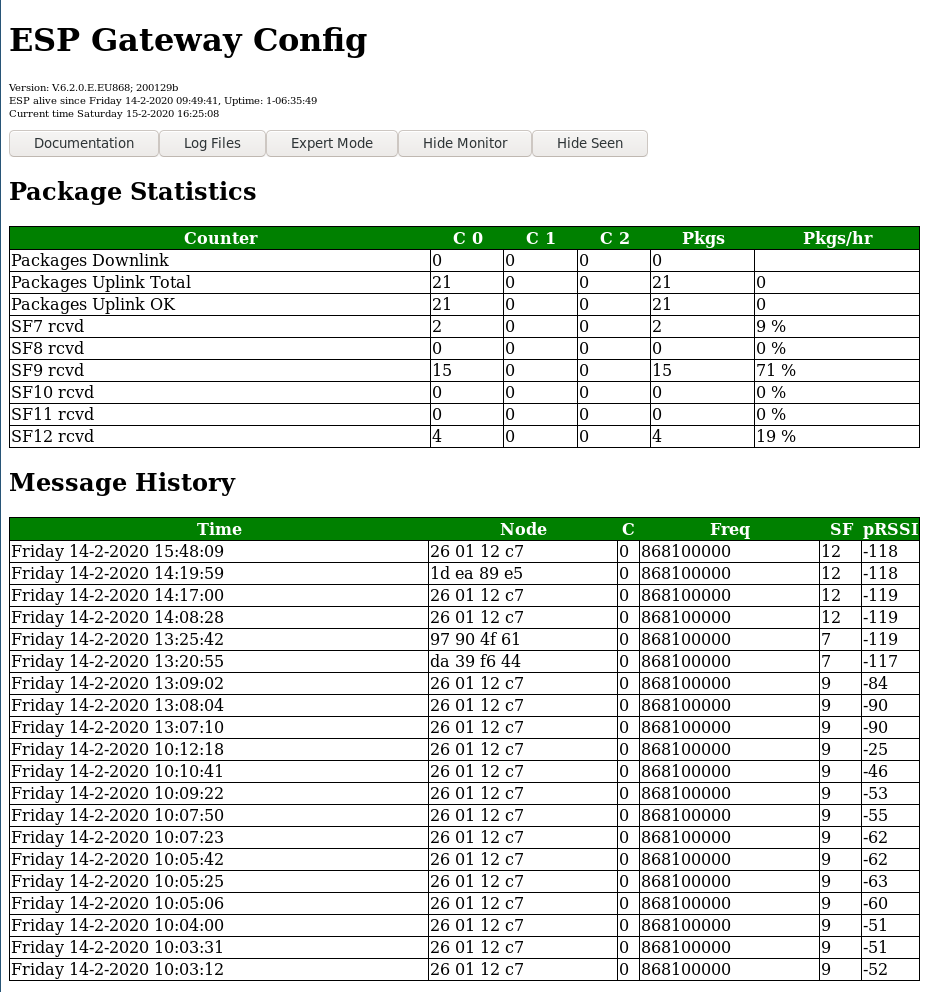 ESP Gateway Config
Version: V.6.2.0.E.EU868; 200129b
ESP alive since Friday 14-2-2020 09:49:41, Uptime: 1-06:35:49
Current time Saturday 15-2-2020 16:25:08
Documentation Log Files Expert Mode Hide Monitor Hide Seen
Package Statistics
Counter C 0 C 1 C 2 Pkgs Pkgs/hr
Packages Downlink 0 0 0 0
Packages Uplink Total 21 0 0 21 0
Packages Uplink OK 21 0 0 21 0
SF7 rcvd 2 0 0 2 9 %
SF8 rcvd 0 0 0 0 0 %
SF9 rcvd 15 0 0 15 71 %
SF10 rcvd 0 0 0 0 0 %
SF11 rcvd 0 0 0 0 0 %
SF12 rcvd 4 0 0 4 19 %
Message History
Time Node C Freq SF pRSSI
Friday 14-2-2020 15:48:09 26 01 12 c7 0 868100000 12 -118
Friday 14-2-2020 14:19:59 1d ea 89 e5 0 868100000 12 -118
Friday 14-2-2020 14:17:00 26 01 12 c7 0 868100000 12 -119
Friday 14-2-2020 14:08:28 26 01 12 c7 0 868100000 12 -119
Friday 14-2-2020 13:25:42 97 90 4f 61 0 868100000 7 -119
Friday 14-2-2020 13:20:55 da 39 f6 44 0 868100000 7 -117
Friday 14-2-2020 13:09:02 26 01 12 c7 0 868100000 9 -84
Friday 14-2-2020 13:08:04 26 01 12 c7 0 868100000 9 -90
Friday 14-2-2020 13:07:10 26 01 12 c7 0 868100000 9 -90
Friday 14-2-2020 10:12:18 26 01 12 c7 0 868100000 9 -25
Friday 14-2-2020 10:10:41 26 01 12 c7 0 868100000 9 -46
Friday 14-2-2020 10:09:22 26 01 12 c7 0 868100000 9 -53
Friday 14-2-2020 10:07:50 26 01 12 c7 0 868100000 9 -55
Friday 14-2-2020 10:07:23 26 01 12 c7 0 868100000 9 -62
Friday 14-2-2020 10:05:42 26 01 12 c7 0 868100000 9 -62
Friday 14-2-2020 10:05:25 26 01 12 c7 0 868100000 9 -63
Friday 14-2-2020 10:05:06 26 01 12 c7 0 868100000 9 -60
Friday 14-2-2020 10:04:00 26 01 12 c7 0 868100000 9 -51
Friday 14-2-2020 10:03:31 26 01 12 c7 0 868100000 9 -51
Friday 14-2-2020 10:03:12 26 01 12 c7 0 868100000 9 -52